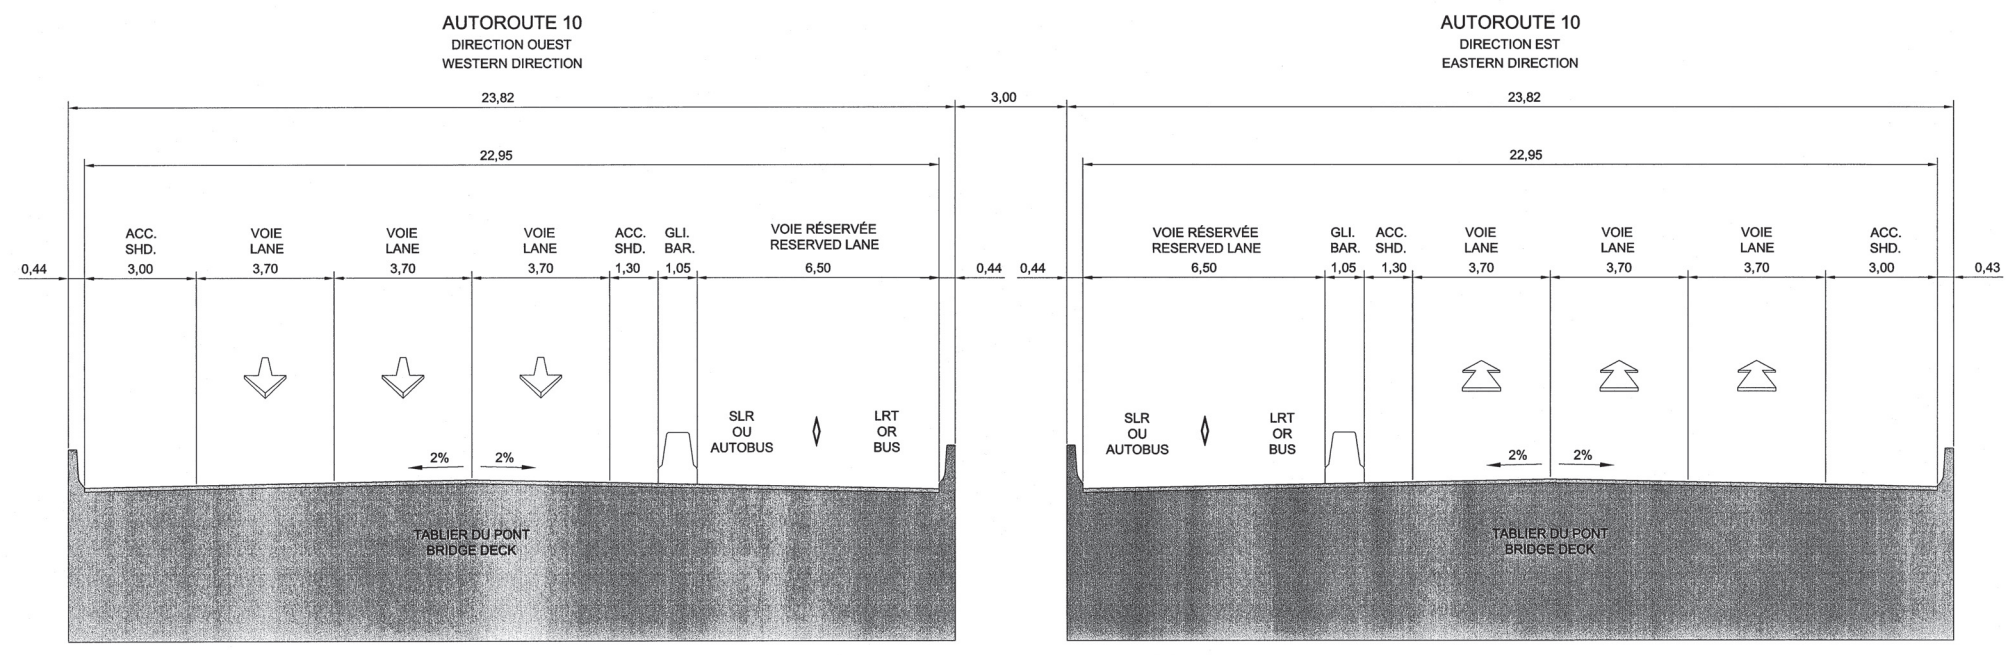 AUTOROUTE 10
DIRECTION OUEST
WESTERN DIRECTION
AUTOROUTE 10
DIRECTION EST
EASTERN DIRECTION
23,82
3,00
23,82
22,95
22,95
ACC.
SHD.
3,00
VOIE
LANE
3,70
VOIE
LANE
3,70
VOIE
LANE
3,70
ACC.
SHD.
1,30
GLI.
BAR.
1,05
VOIE RÉSERVÉE
RESERVED LANE
6,50
0,44
0,44
0,44
VOIE RÉSERVÉE
RESERVED LANE
6,50
GLI.
BAR.
1,05
ACC.
SHD.
1,30
VOIE
LANE
3,70
VOIE
LANE
3,70
VOIE
LANE
3,70
ACC.
SHD.
3,00
0,43
SLR
OU
AUTOBUS
LRT
OR
BUS
SLR
OU
AUTOBUS
LRT
OR
BUS
2%
2%
2%
2%
TABLIER DU PONT
BRIDGE DECK
TABLIER DU PONT
BRIDGE DECK